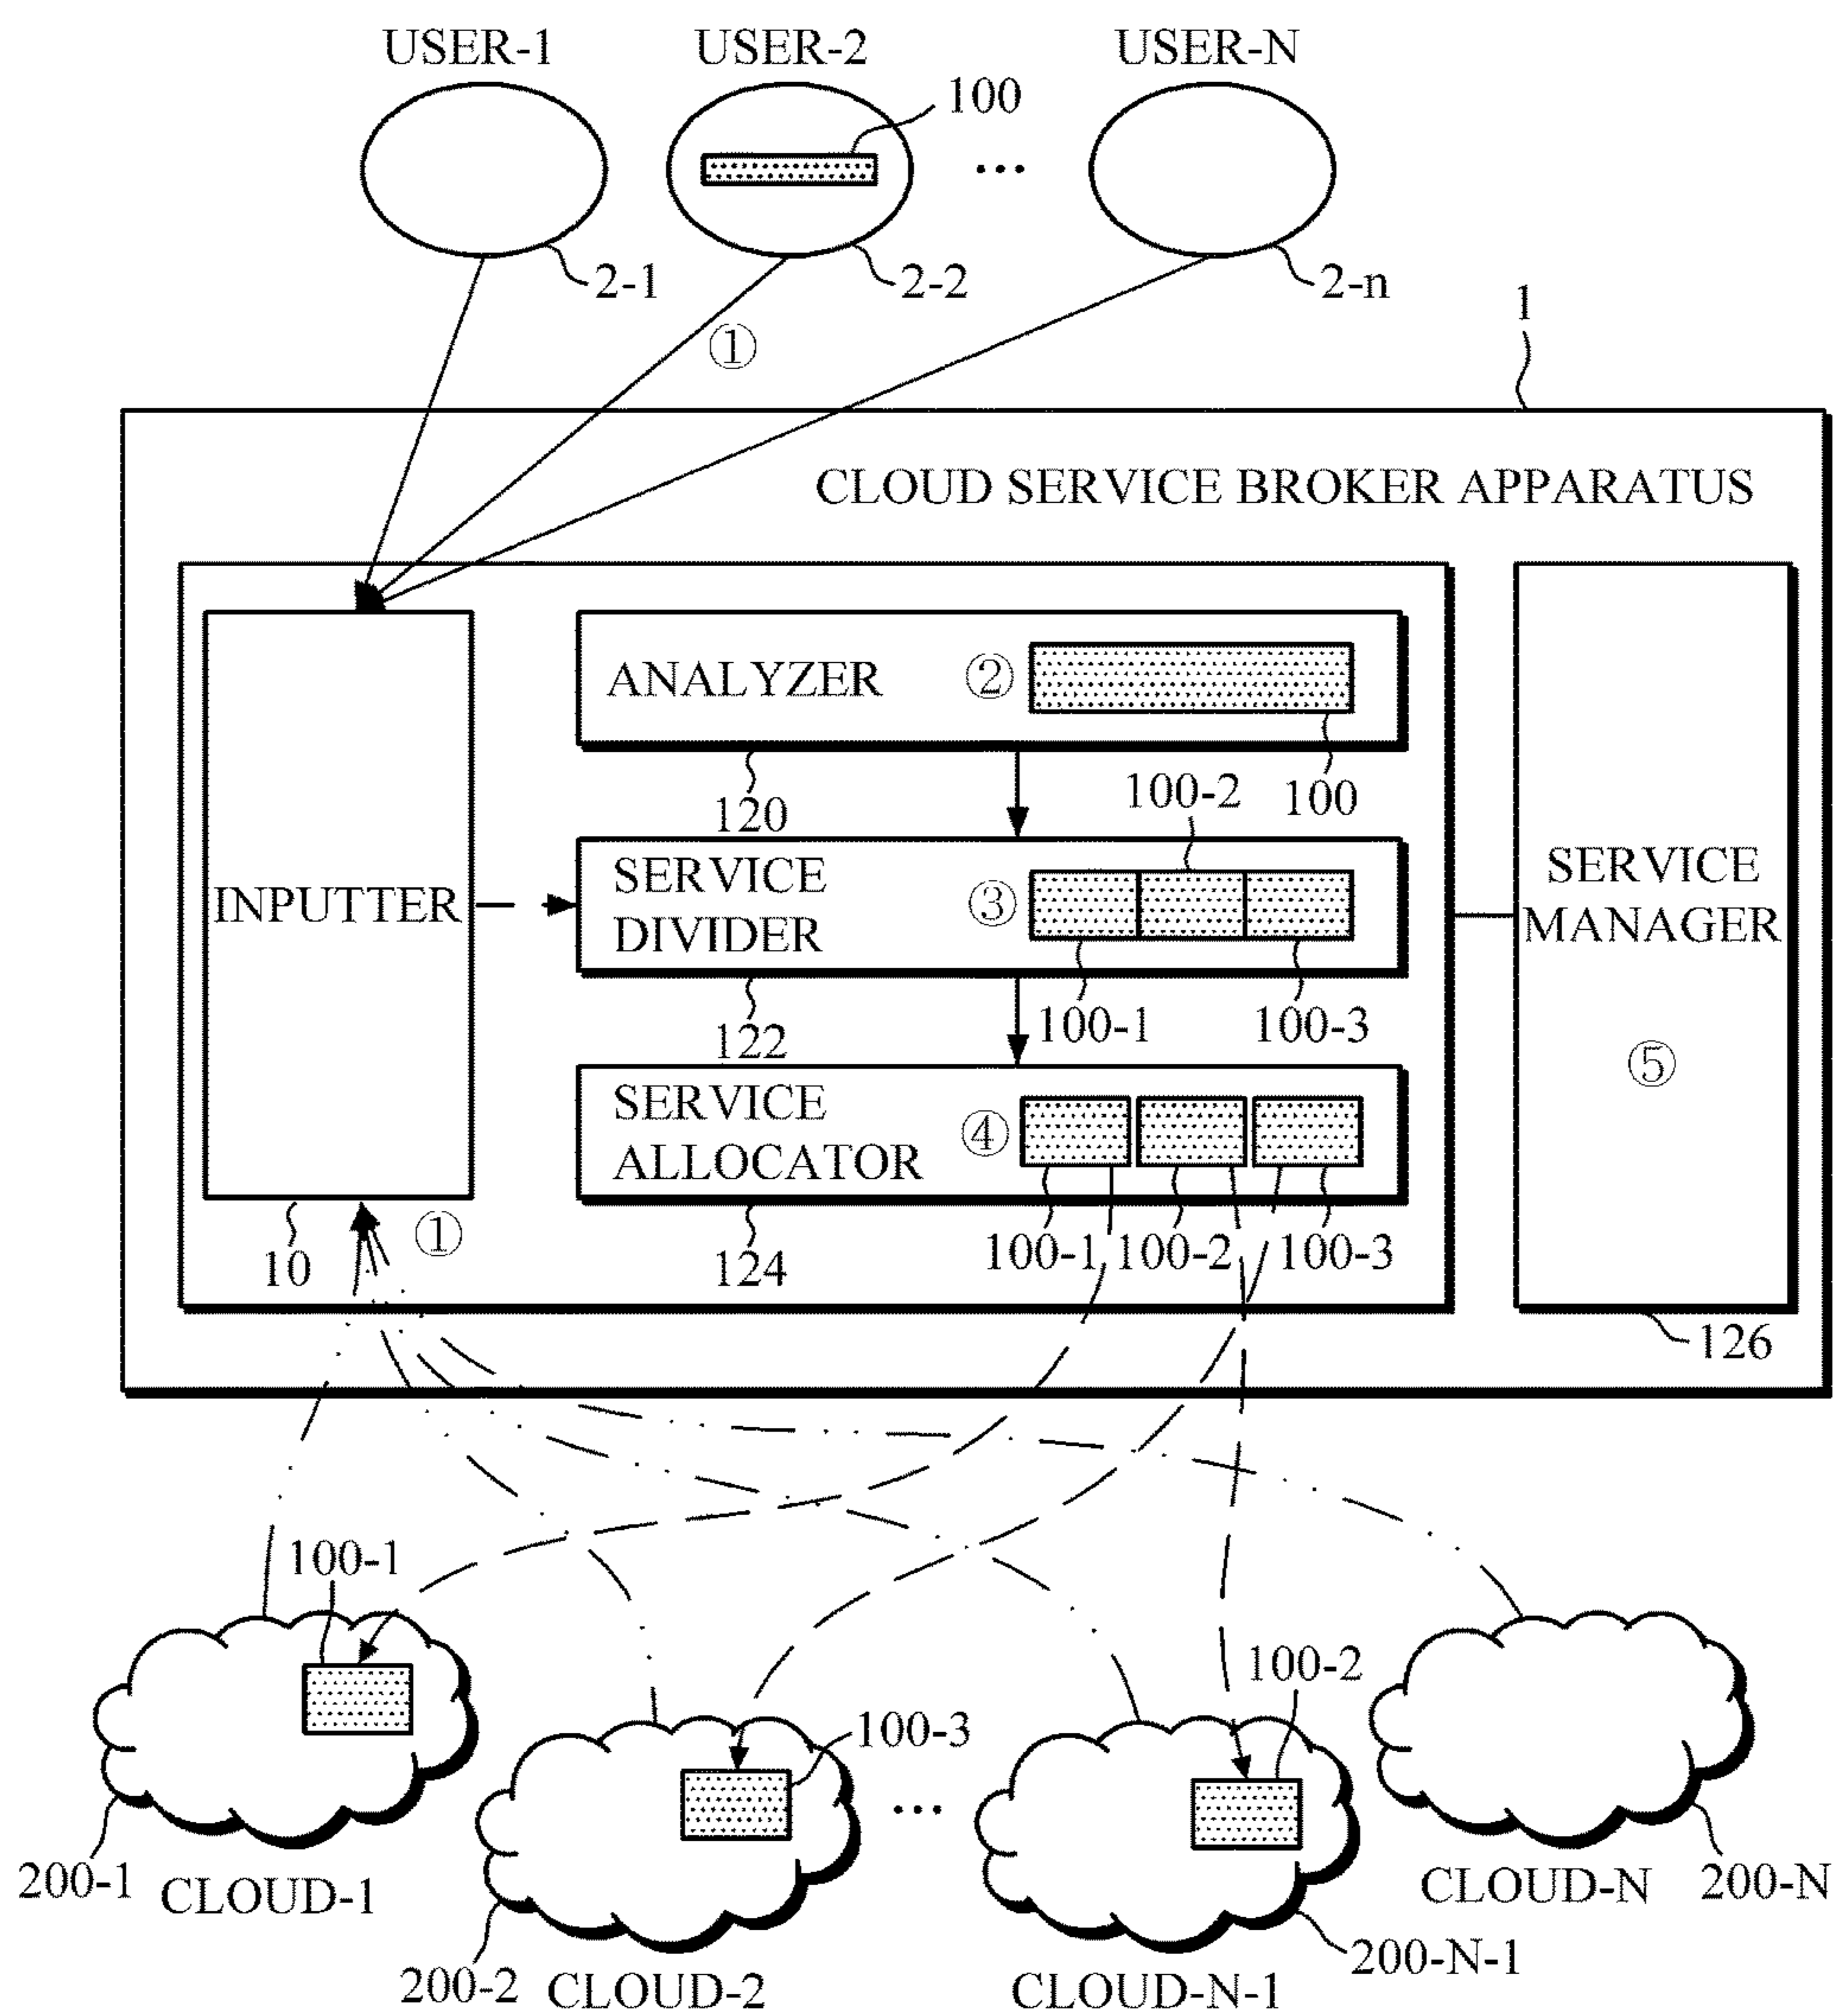 USER-1 USER-2 USER-N
100
...
2-1 2-2 2-n
①
1
CLOUD SERVICE BROKER APPARATUS
ANALYZER ②
120 100-2 100
INPUTTER
SERVICE
DIVIDER
③
SERVICE
MANAGER
122 100-1 100-3
⑤
SERVICE
ALLOCATOR
④
10 ①
124 100-1 100-2 100-3
126
100-1
100-2
100-3
...
200-1 CLOUD-1
CLOUD-N 200-N
200-2 CLOUD-2
CLOUD-N-1 200-N-1